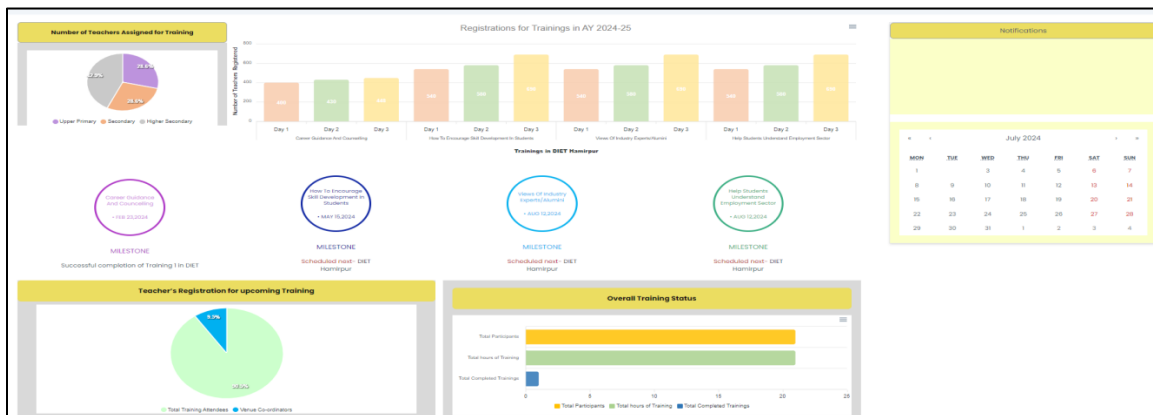 Number of Teachers Assigned for Training
28.6%
28.6%
Upper Primary
Secondary
Higher Secondary
Registrations for Trainings in AY 2024-25
Number of Teachers Registered
800
600
400
200
0
Day 1 Day 2 Day 3 Day 1 Day 2 Day 3 Day 1 Day 2 Day 3 Day 1 Day 2 Day 3
Career Guidance And Counselling
How To Encourage Skill Development In Students
Views Of Industry Experts/Alumni
Help Students Understand Employment Sector
Trainings in DIET Hamirpur
Notifications
« ‹ July 2024 › »
MON TUE WED THU FRI SAT SUN
1 3 4 5 6 7
8 9 10 11 12 13 14
15 16 17 18 19 20 21
22 23 24 25 26 27 28
29 30 31 1 2 3 4
Career Guidance
And Counselling
• FEB 23,2024
MILESTONE
Successful completion of Training 1 in DIET
How To Encourage
Skill Development In
Students
• MAY 15,2024
MILESTONE
Scheduled next- DIET
Hamirpur
Views Of Industry
Experts/Alumni
• AUG 12,2024
MILESTONE
Scheduled next- DIET
Hamirpur
Help Students
Understand
Employment Sector
• AUG 12,2024
MILESTONE
Scheduled next- DIET
Hamirpur
Teacher's Registration for upcoming Training
Total Training Attendees
Venue Co-ordinators
Overall Training Status
Total Participants
Total hours of Training
Total Completed Trainings
0 5 10 15 20 25
Total Participants
Total hours of Training
Total Completed Trainings